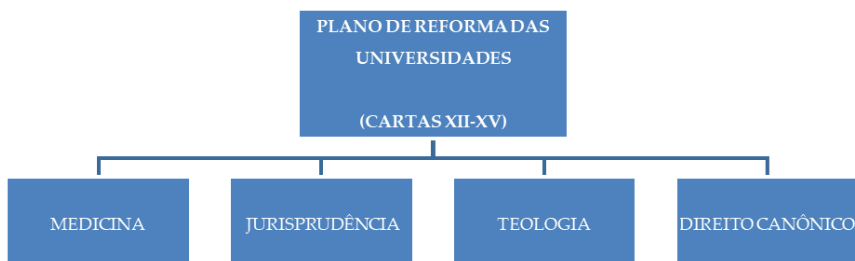 PLANO DE REFORMA DAS
UNIVERSIDADES
(CARTAS XII-XV)
MEDICINA
JURISPRUDÊNCIA
TEOLOGIA
DIREITO CANÔNICO